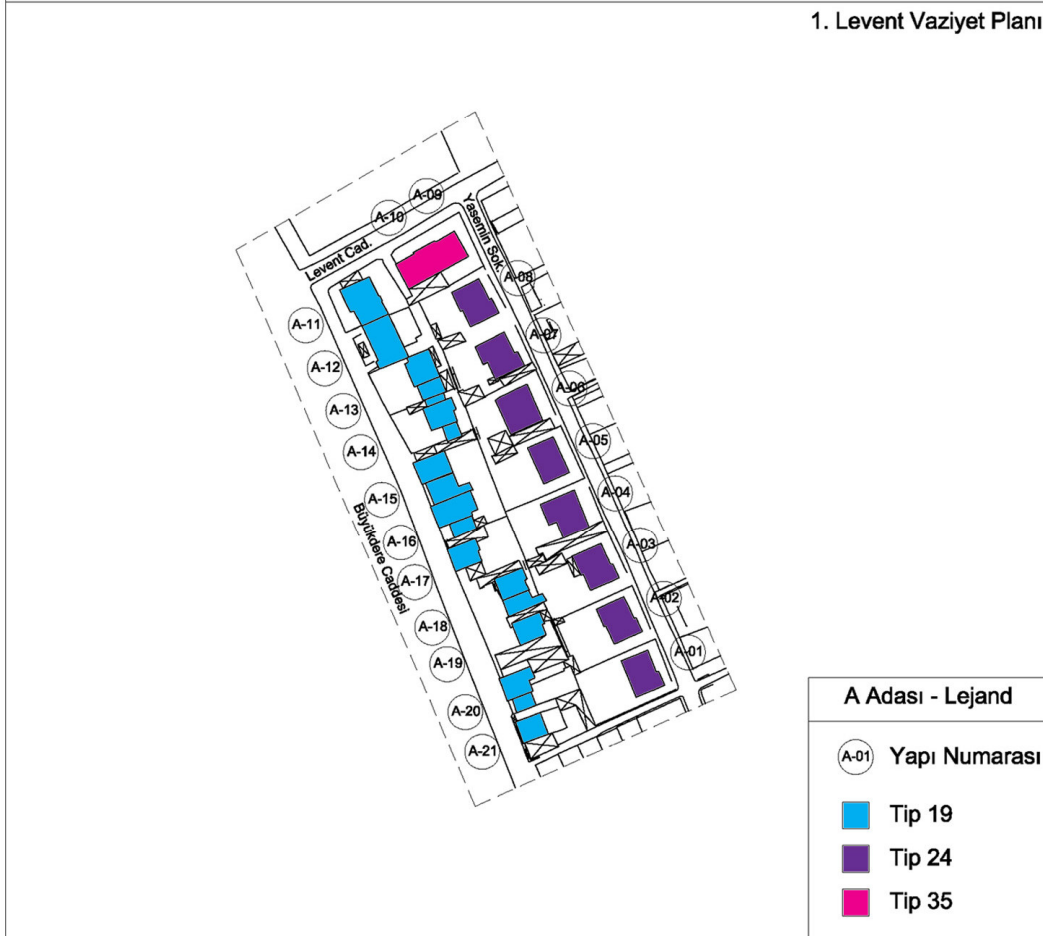 1. Levent Vaziyet Planı
A-09
A-10
Levent Cad.
Yasemin Sok.
A-08
A-11
A-07
A-12
A-06
A-13
A-05
A-14
A-04
A-15
Büyükdere Caddesi
A-16
A-03
A-17
A-02
A-18
A-01
A-19
A-20
A-21
A Adası - Lejand
A-01 Yapı Numarası
Tip 19
Tip 24
Tip 35